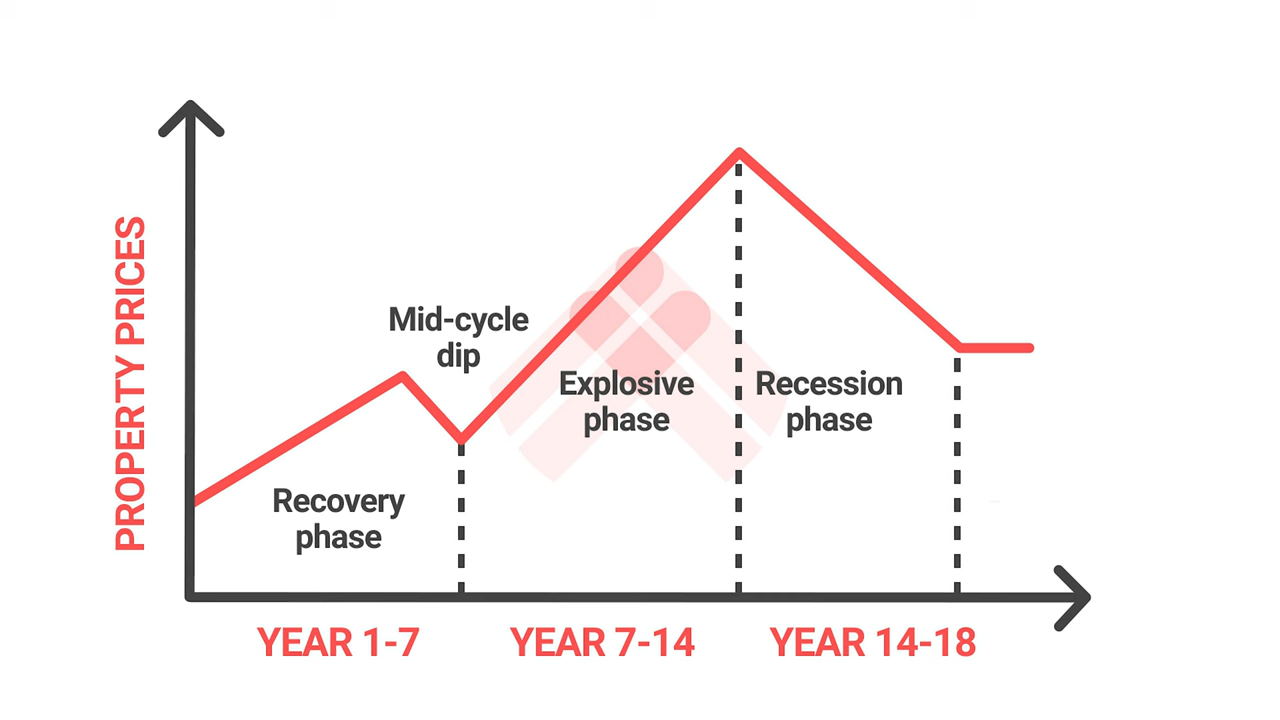 PROPERTY PRICES
Mid-cycle
dip
Explosive
phase
Recession
phase
Recovery
phase
YEAR 1-7
YEAR 7-14
YEAR 14-18